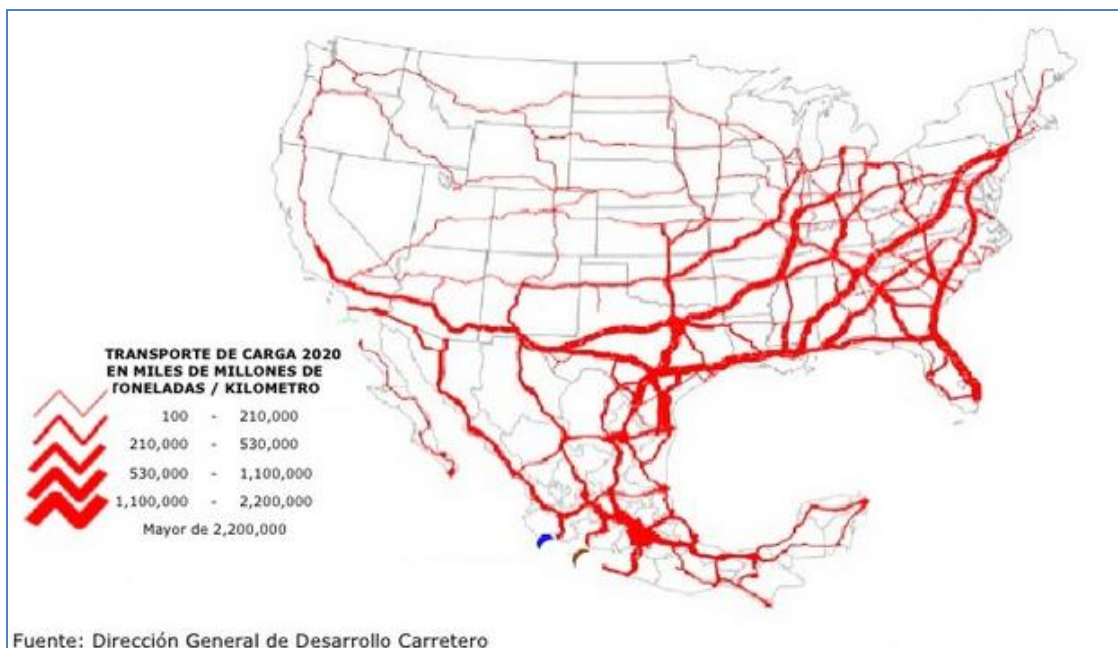 TRANSPORTE DE CARGA 2020
EN MILES DE MILLONES DE
TONELADAS / KILOMETRO
100 - 210,000
210,000 - 530,000
530,000 - 1,100,000
1,100,000 - 2,200,000
Mayor de 2,200,000
Fuente: Dirección General de Desarrollo Carretero